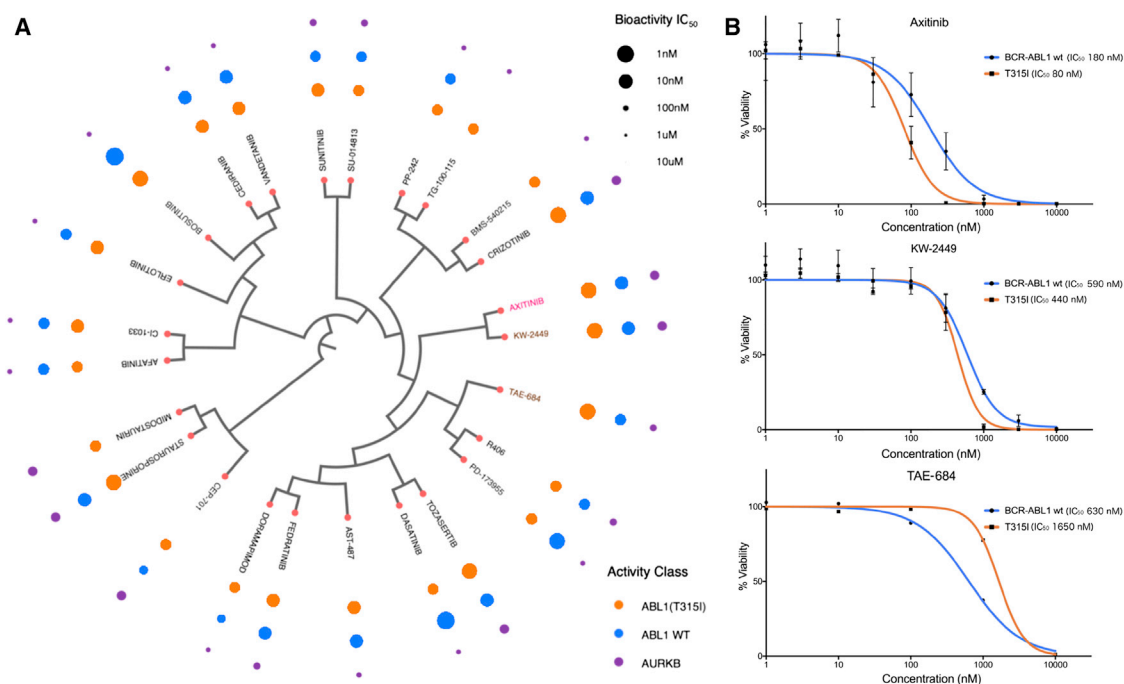 A
Bioactivity IC50
1nM
10nM
100nM
1uM
10uM
SUNITINIB
SU-014813
PP-242
TG-100-115
BMS-540215
CRIZOTINIB
AXITINIB
KW-2449
TAE-684
R406
PD-173955
TOZASERTIB
DASATINIB
AST-487
FEDRATINIB
DORAMAPIMOD
CEP-701
STAUROSPORINE
MIDOSTAURIN
AFATINIB
CI-1033
ERLOTINIB
BOSUTINIB
CEDIRANIB
VANDETANIB
Activity Class
ABL1(T315I)
ABL1 WT
AURKB
B
Axitinib
BCR-ABL1 wt (IC50 180 nM)
T315I (IC50 80 nM)
% Viability
100
50
0
1 10 100 1000 10000
Concentration (nM)
KW-2449
BCR-ABL1 wt (IC50 590 nM)
T315I (IC50 440 nM)
% Viability
100
50
0
1 10 100 1000 10000
Concentration (nM)
TAE-684
BCR-ABL1 wt (IC50 630 nM)
T315I (IC50 1650 nM)
% Viability
100
50
0
1 10 100 1000 10000
Concentration (nM)